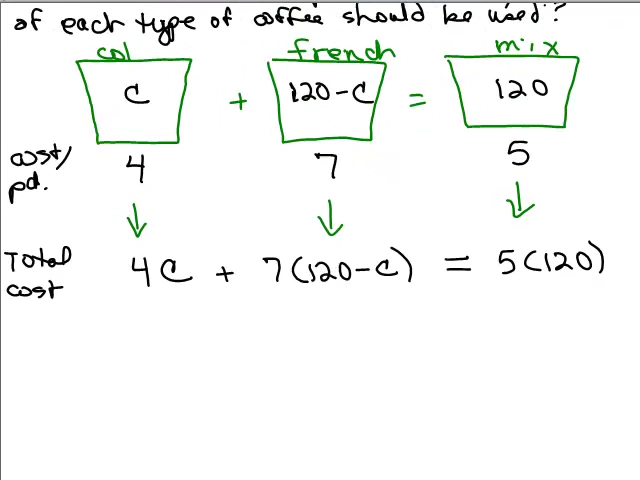 of each type of coffee should be used?
col french mix
C + 120-C = 120
cost/ 4 7 5
pd.
Total 4C + 7(120-C) = 5(120)
cost